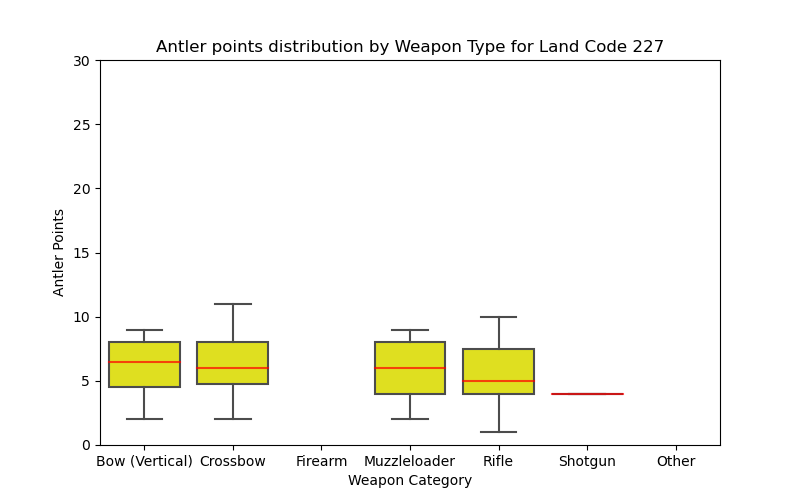 Antler points distribution by Weapon Type for Land Code 227
30
25
20
15
10
5
0
Antler Points
Bow (Vertical) Crossbow Firearm Muzzleloader Rifle Shotgun Other
Weapon Category